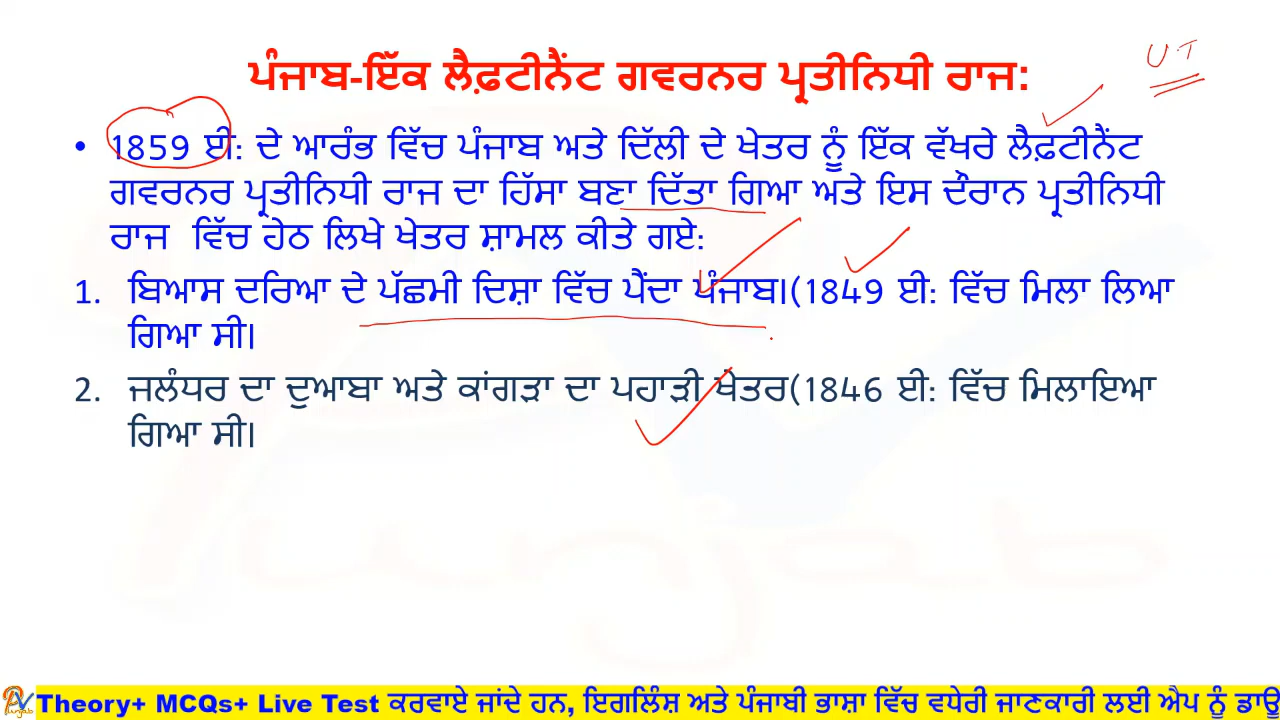 ਪੰਜਾਬ-ਇੱਕ ਲੈਫ਼ਟੀਨੈਂਟ ਗਵਰਨਰ ਪ੍ਰਤੀਨਿਧੀ ਰਾਜ:
U.T
• 1859 ਈ: ਦੇ ਆਰੰਭ ਵਿੱਚ ਪੰਜਾਬ ਅਤੇ ਦਿੱਲੀ ਦੇ ਖੇਤਰ ਨੂੰ ਇੱਕ ਵੱਖਰੇ ਲੈਫ਼ਟੀਨੈਂਟ
ਗਵਰਨਰ ਪ੍ਰਤੀਨਿਧੀ ਰਾਜ ਦਾ ਹਿੱਸਾ ਬਣਾ ਦਿੱਤਾ ਗਿਆ ਅਤੇ ਇਸ ਦੌਰਾਨ ਪ੍ਰਤੀਨਿਧੀ
ਰਾਜ ਵਿੱਚ ਹੇਠ ਲਿਖੇ ਖੇਤਰ ਸ਼ਾਮਲ ਕੀਤੇ ਗਏ:
1. ਬਿਆਸ ਦਰਿਆ ਦੇ ਪੱਛਮੀ ਦਿਸ਼ਾ ਵਿੱਚ ਪੈਂਦਾ ਪੰਜਾਬ।(1849 ਈ: ਵਿੱਚ ਮਿਲਾ ਲਿਆ
ਗਿਆ ਸੀ।
2. ਜਲੰਧਰ ਦਾ ਦੁਆਬਾ ਅਤੇ ਕਾਂਗੜਾ ਦਾ ਪਹਾੜੀ ਖੇਤਰ(1846 ਈ: ਵਿੱਚ ਮਿਲਾਇਆ
ਗਿਆ ਸੀ।
Punjab
Theory+ MCQs+ Live Test ਕਰਵਾਏ ਜਾਂਦੇ ਹਨ, ਇਗਲਿੰਸ਼ ਅਤੇ ਪੰਜਾਬੀ ਭਾਸ਼ਾ ਵਿੱਚ ਵਧੇਰੀ ਜਾਣਕਾਰੀ ਲਈ ਐਪ ਨੂੰ ਡਾਊ